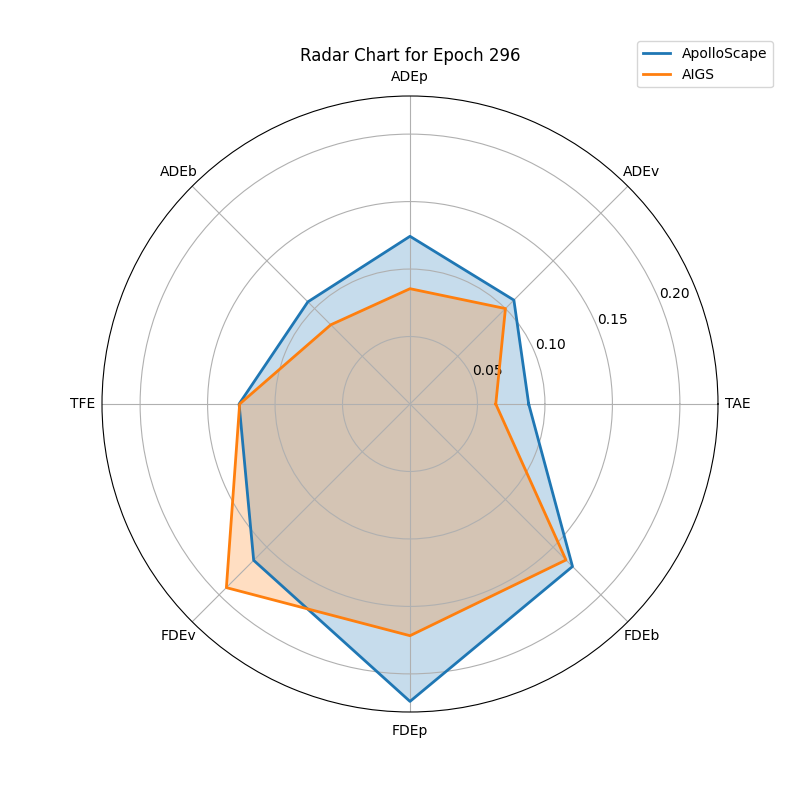 Radar Chart for Epoch 296
ApolloScape
AIGS
ADEp
ADEb
ADEv
0.20
0.15
0.10
0.05
TFE
TAE
FDEv
FDEb
FDEp